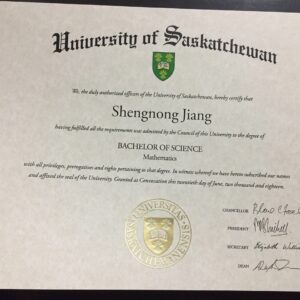 University of Saskatchewan
We, the duly authorized officers of the University of Saskatchewan, hereby certify that
Shengnong Jiang
having fulfilled all the requirements was admitted by the Council of this University to the degree of
BACHELOR OF SCIENCE
Mathematics
with all privileges, prerogatives and rights pertaining to that degree. In witness whereof we have hereto subscribed our names
and affixed the seal of the University. Granted at Convocation this twentieth day of June, two thousand and eighteen.
UNIVERSITAS
CHANCELLOR
PRESIDENT
SECRETARY Elizabeth
DEAN